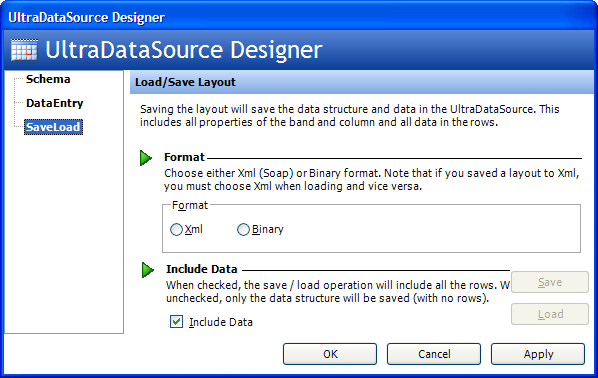 UltraDataSource Designer
UltraDataSource Designer
Schema
DataEntry
SaveLoad
Load/Save Layout
Saving the layout will save the data structure and data in the UltraDataSource. This
includes all properties of the band and column and all data in the rows.
Format
Choose either Xml (Soap) or Binary format. Note that if you saved a layout to Xml,
you must choose Xml when loading and vice versa.
Format
Xml
Binary
Include Data
When checked, the save / load operation will include all the rows. W
unchecked, only the data structure will be saved (with no rows).
Include Data
Save
Load
OK
Cancel
Apply